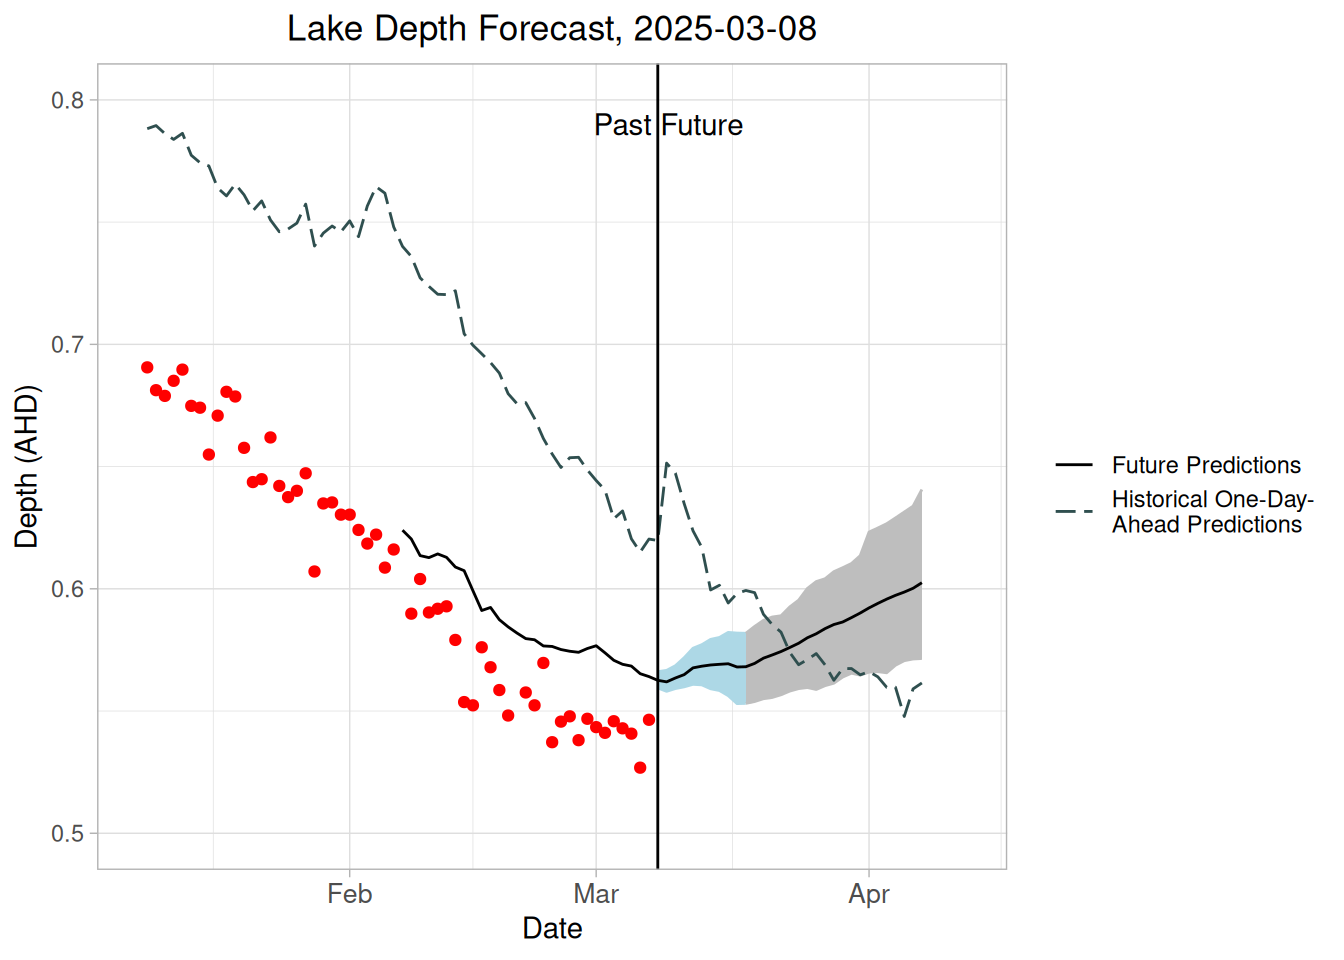 Lake Depth Forecast, 2025-03-08
Past Future
0.8
0.7
0.6
0.5
Depth (AHD)
Feb Mar Apr
Date
Future Predictions
Historical One-Day-
Ahead Predictions